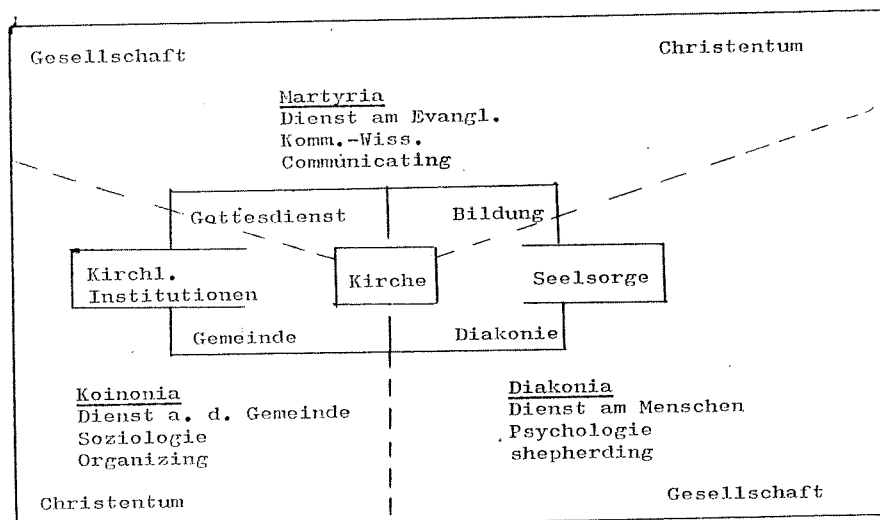 Gesellschaft
Christentum
Martyria
Dienst am Evangl.
Komm.-Wiss.
Communicating
Gottesdienst
Bildung
Kirchl.
Institutionen
Kirche
Seelsorge
Gemeinde
Diakonie
Koinonia
Dienst a. d. Gemeinde
Soziologie
Organizing
Diakonia
Dienst am Menschen
Psychologie
shepherding
Christentum
Gesellschaft